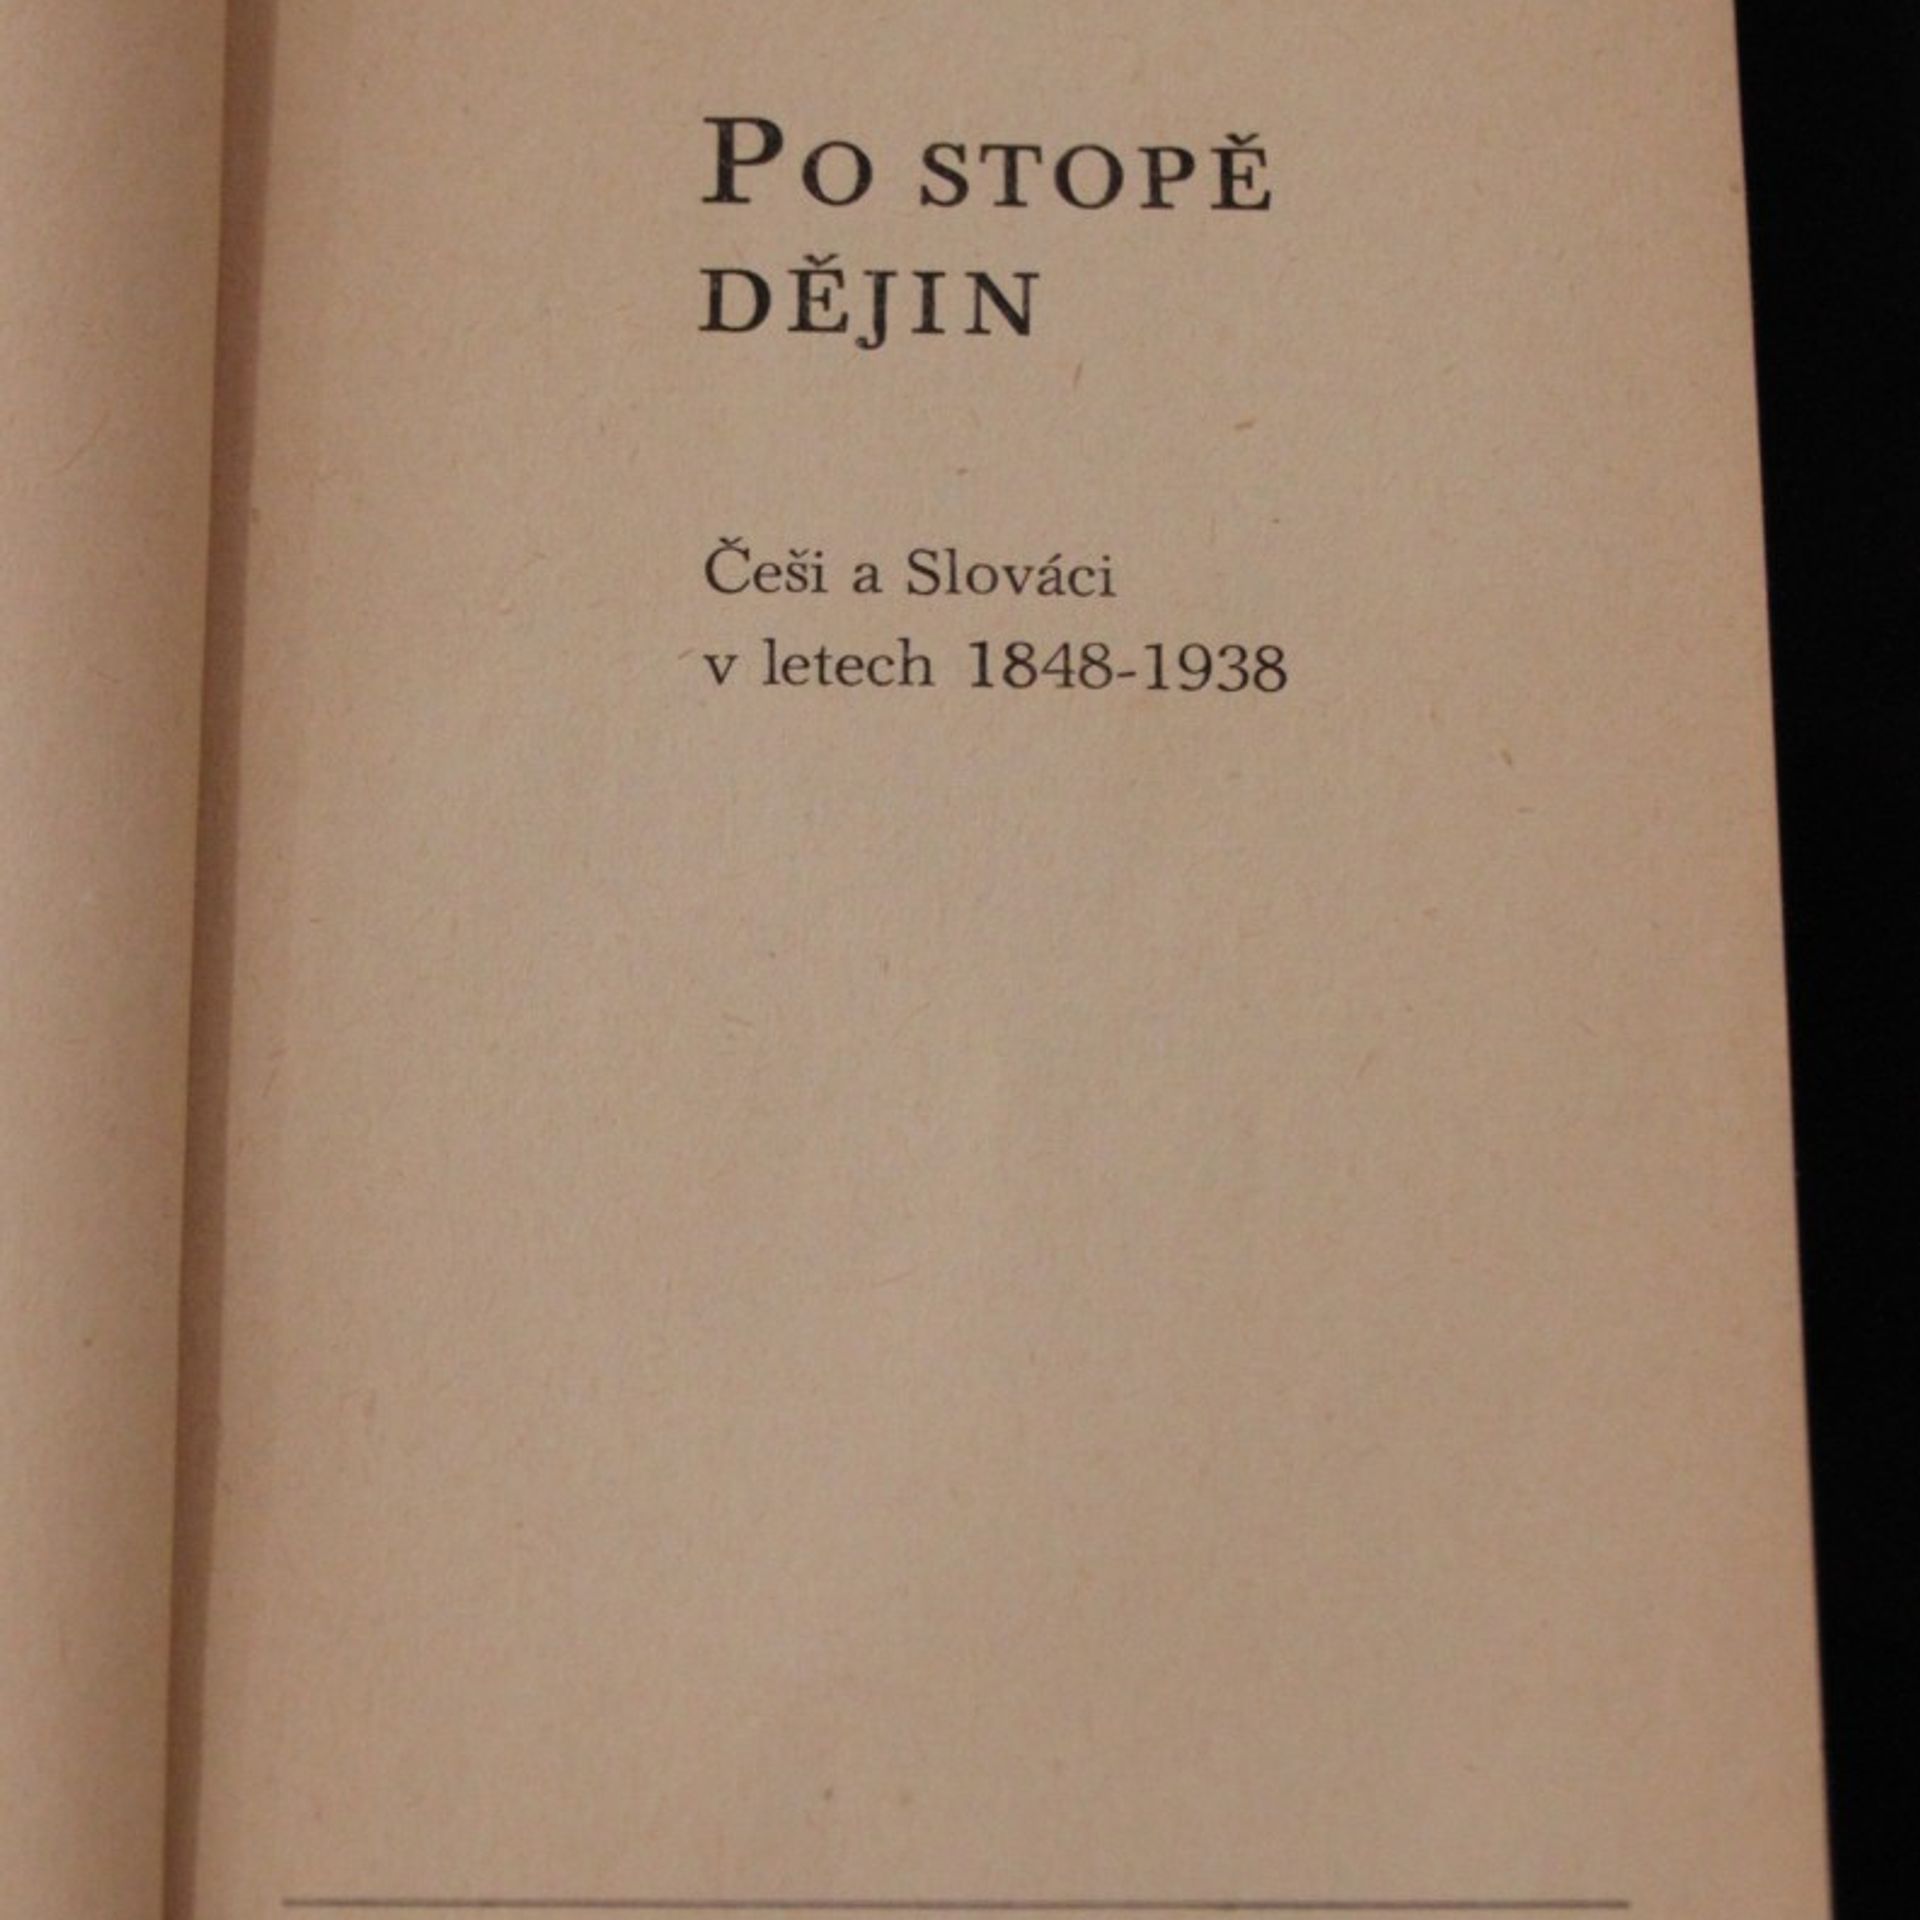 Po stopě
dějin
Češi a Slováci
v letech 1848-1938